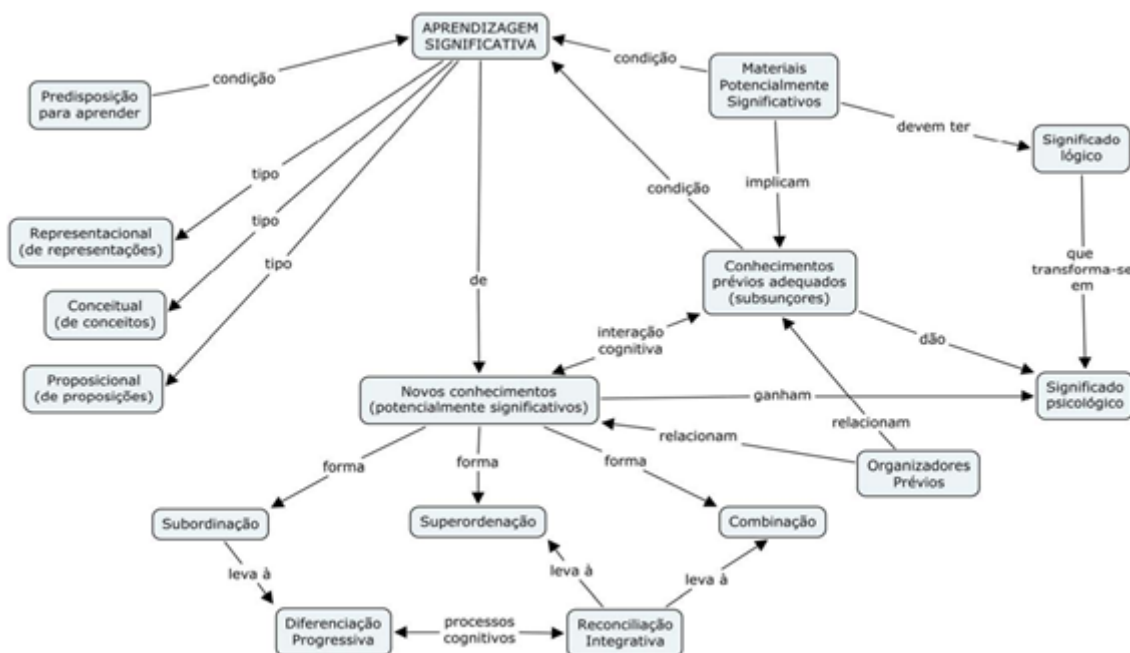 APRENDIZAGEM
SIGNIFICATIVA
condição
condição
Materiais
Potencialmente
Significativos
Predisposição
para aprender
devem ter
Significado
lógico
tipo
tipo
tipo
condição
implicam
Representacional
(de representações)
Conceitual
(de conceitos)
Proposicional
(de proposições)
de
Conhecimentos
prévios adequados
(subsunçores)
que
transforma-se
em
interação
cognitiva
dão
Novos conhecimentos
(potencialmente significativos)
ganham
Significado
psicológico
relacionam
relacionam
Organizadores
Prévios
forma
forma
forma
Subordinação
Superordenação
Combinação
leva à
leva à
leva à
Diferenciação
Progressiva
processos
cognitivos
Reconciliação
Integrativa